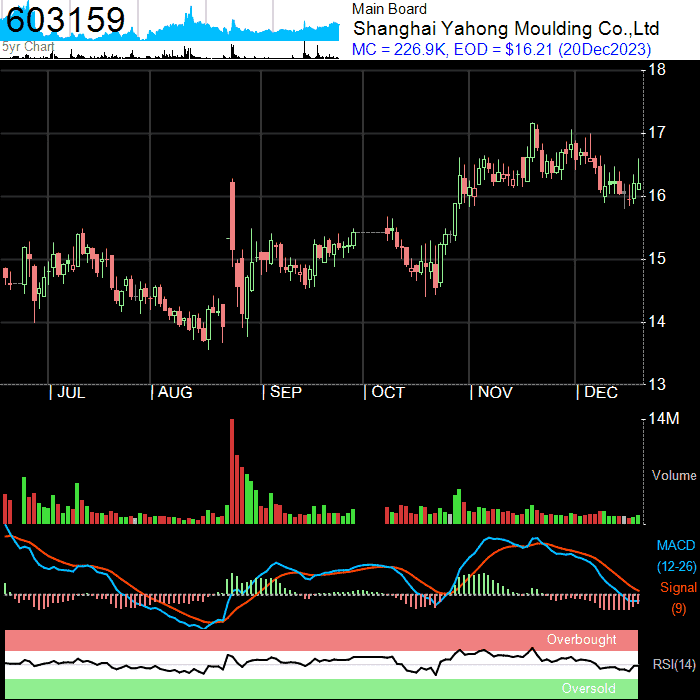 603159
5yr Chart
Main Board
Shanghai Yahong Moulding Co.,Ltd
MC = 226.9K, EOD = $16.21 (20Dec2023)
18
17
16
15
14
13
| JUL | AUG | SEP | OCT | NOV | DEC
14M
Volume
MACD
(12-26)
Signal
(9)
Overbought
RSI(14)
Oversold